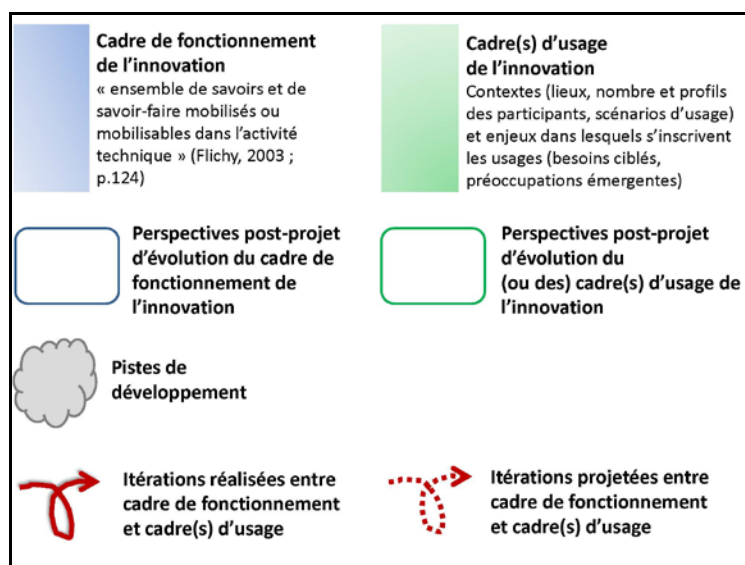 Cadre de fonctionnement
de l'innovation
« ensemble de savoirs et de
savoir-faire mobilisés ou
mobilisables dans l'activité
technique » (Flichy, 2003 ;
p.124)
Cadre(s) d'usage
de l'innovation
Contextes (lieux, nombre et profils
des participants, scénarios d'usage)
et enjeux dans lesquels s'inscrivent
les usages (besoins ciblés,
préoccupations émergentes)
Perspectives post-projet
d'évolution du cadre de
fonctionnement de
l'innovation
Perspectives post-projet
d'évolution du
(ou des) cadre(s) d'usage de
l'innovation
Pistes de
développement
Itérations réalisées entre
cadre de fonctionnement
et cadre(s) d'usage
Itérations projetées entre
cadre de fonctionnement
et cadre(s) d'usage